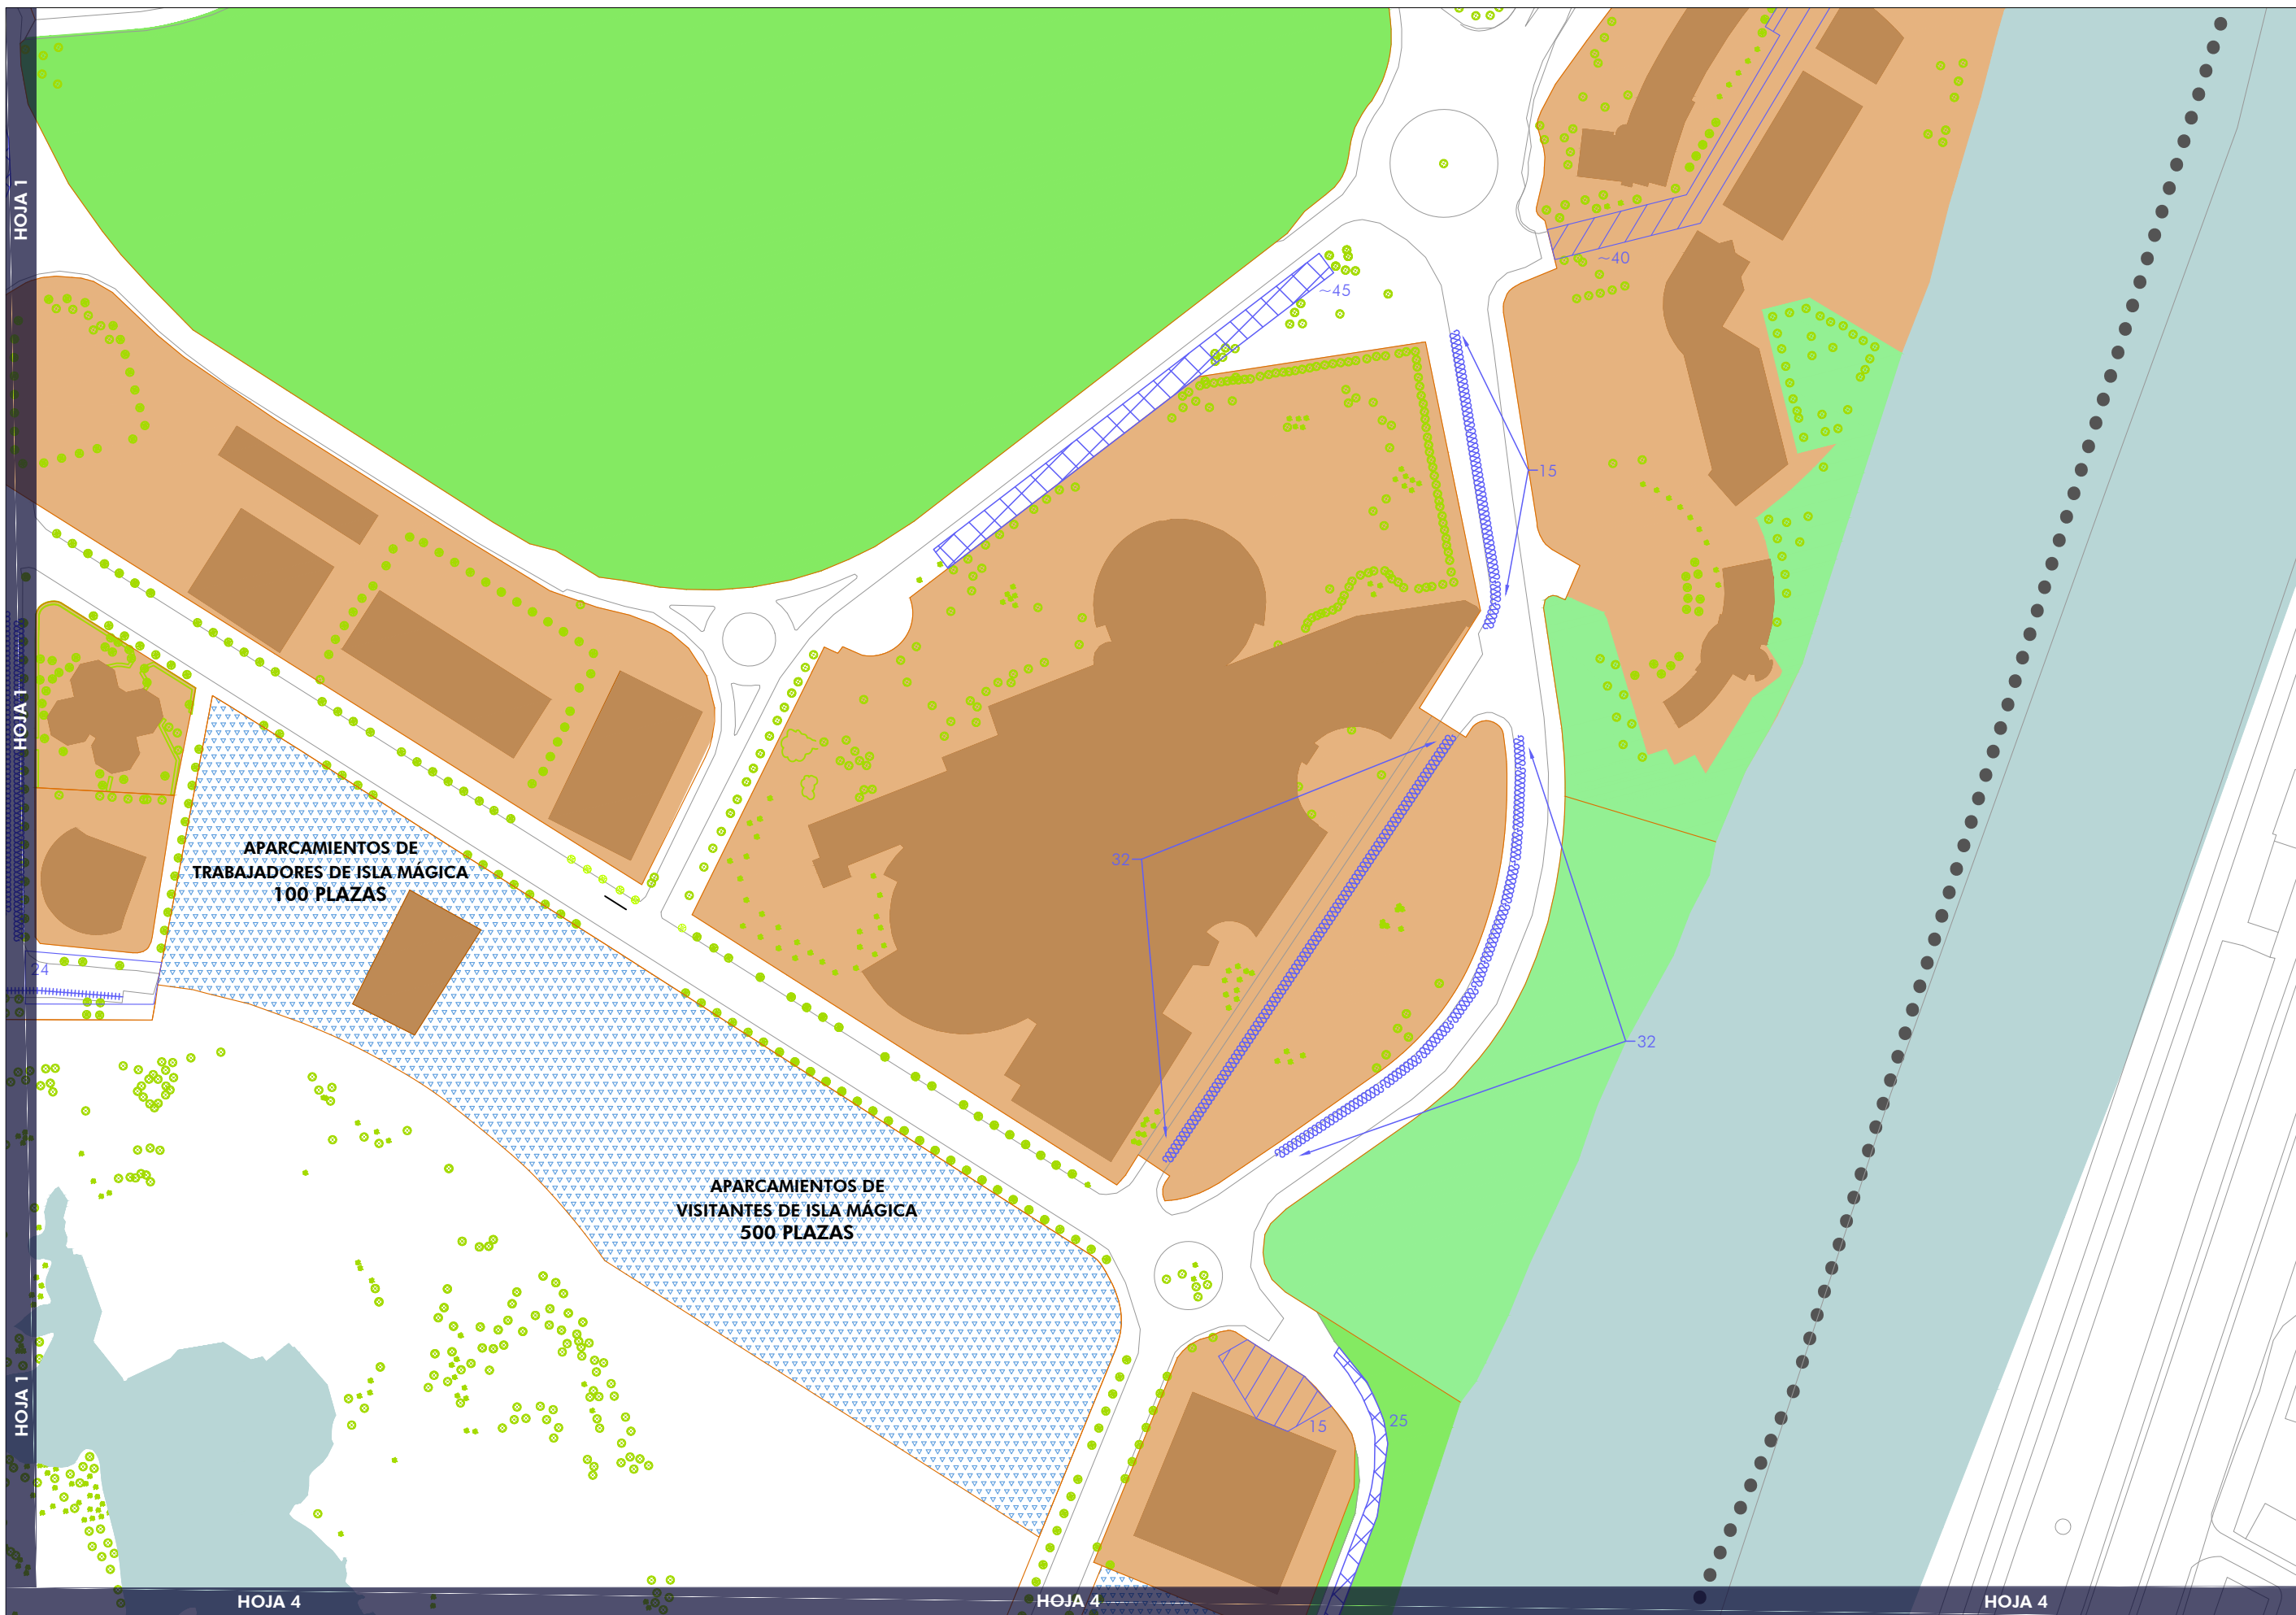 HOJA 1
~40
~45
15
HOJA 1
APARCAMIENTOS DE
TRABAJADORES DE ISLA MÁGICA
100 PLAZAS
32
24
32
APARCAMIENTOS DE
VISITANTES DE ISLA MÁGICA
500 PLAZAS
HOJA 1
15
25
HOJA 4
HOJA 4
HOJA 4